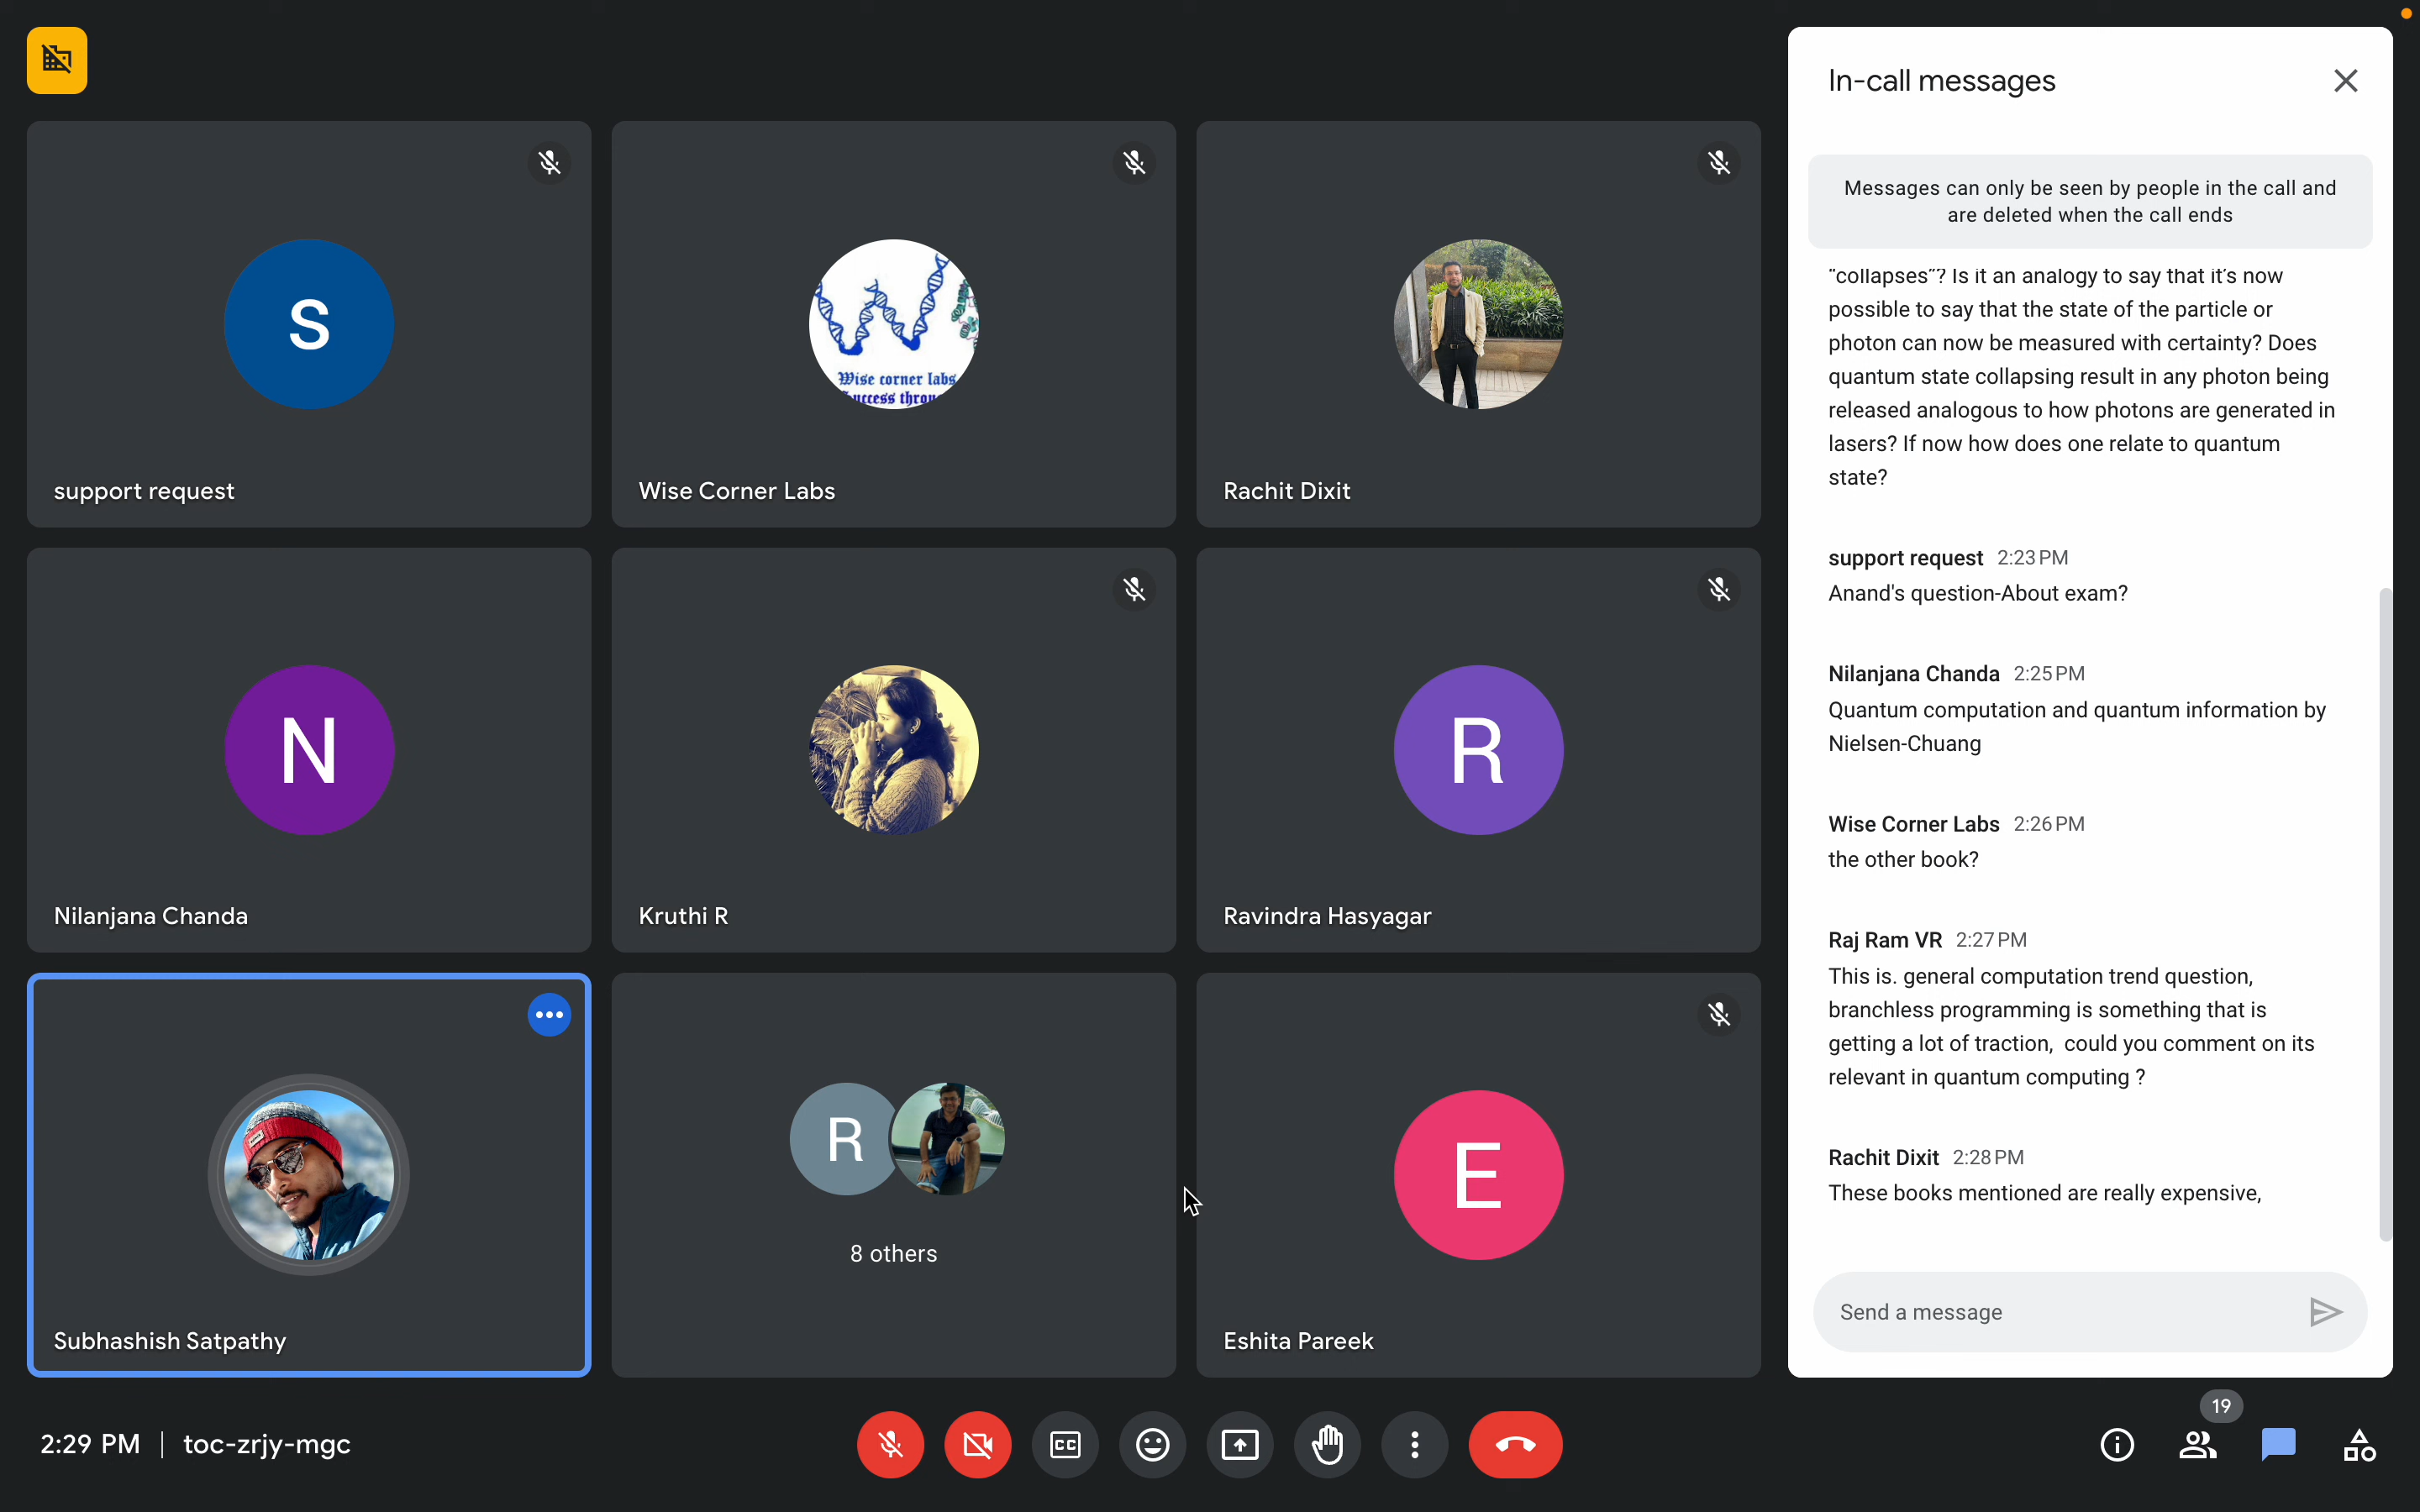 In-call messages
Messages can only be seen by people in the call and
are deleted when the call ends
S
support request
Wise corner labs
Wise Corner Labs
Rachit Dixit
N
Nilanjana Chanda
Kruthi R
R
Ravindra Hasyagar
Subhashish Satpathy
R
8 others
E
Eshita Pareek
“collapses”? Is it an analogy to say that it’s now
possible to say that the state of the particle or
photon can now be measured with certainty? Does
quantum state collapsing result in any photon being
released analogous to how photons are generated in
lasers? If now how does one relate to quantum
state?
support request 2:23 PM
Anand's question-About exam?
Nilanjana Chanda 2:25 PM
Quantum computation and quantum information by
Nielsen-Chuang
Wise Corner Labs 2:26 PM
the other book?
Raj Ram VR 2:27 PM
This is. general computation trend question,
branchless programming is something that is
getting a lot of traction,  could you comment on its
relevant in quantum computing ?
Rachit Dixit 2:28 PM
These books mentioned are really expensive,
Send a message
2:29 PM | toc-zrjy-mgc
CC
19